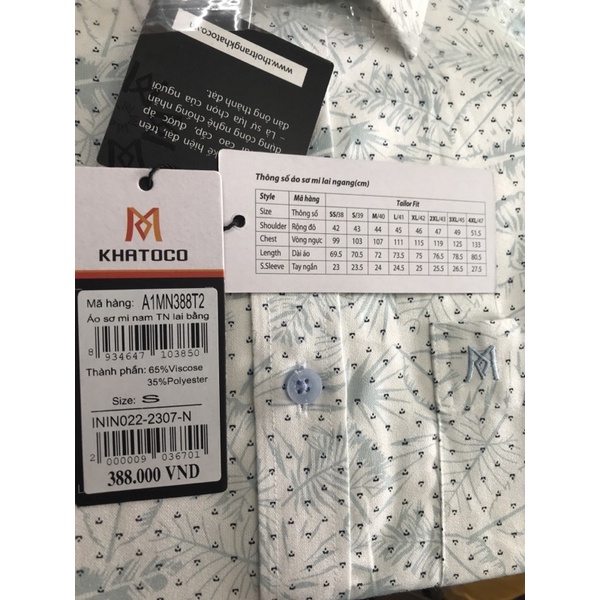 www.thoitrangkhatoco.vn
kế hiện đại, trên
cao cấp, được áp
dụng công nghệ chống nhăn
– Là sự lựa chọn của người
đàn ông thành đạt.
Thông số áo sơ mi lai ngang(cm)
Style Mã hàng Tailor Fit
Size Thông số SS/38 S/39 M/40 L/41 XL/42 2XL/43 3XL/45 4XL/47
Shoulder Rộng đô 42 43 44 45 46 47 49 51.5
Chest Vòng ngực 99 103 107 111 115 119 125 133
Length Dài áo 69.5 70.5 72 73.5 75 76.5 78.5 80.5
S.Sleeve Tay ngắn 23 23.5 24 24.5 25 25.5 26.5 27.5
KHATOCO
Mã hàng: A1MN388T2
Áo sơ mi nam TN lai bằng
8 934647 103850
Thành phần: 65%Viscose
35%Polyester
Size: S
ININ022-2307-N
2 000009 036701
388.000 VND